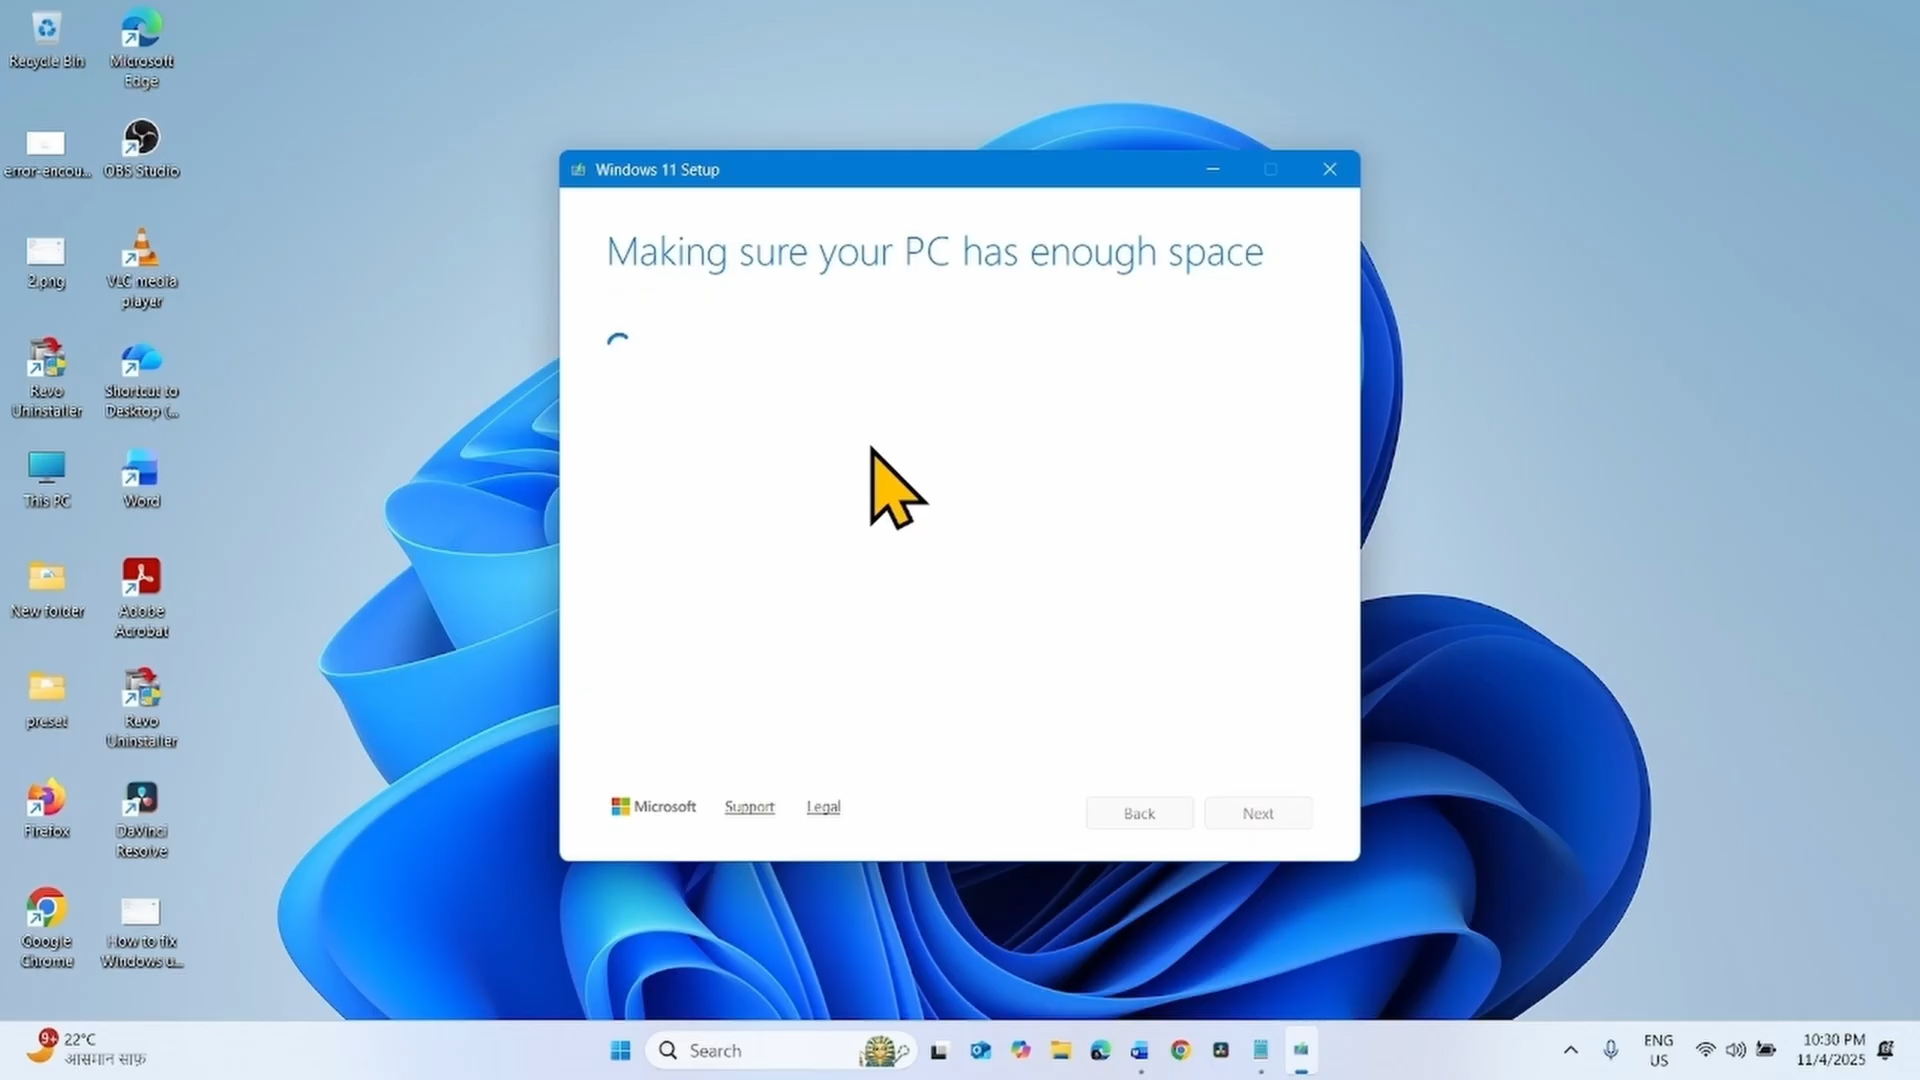 Recycle Bin
Microsoft
Edge
error-encou...
OBS Studio
2.png
VLC media
player
Revo
Uninstaller
Shortcut to
Desktop (...
This PC
Word
New folder
Adobe
Acrobat
preset
Revo
Uninstaller
Firefox
DaVinci
Resolve
Google
Chrome
How to fix
Windows u...
Windows 11 Setup
Making sure your PC has enough space
Microsoft
Support
Legal
Back
Next
9+
22°C
आसमान साफ़
Search
ENG
US
10:30 PM
11/4/2025